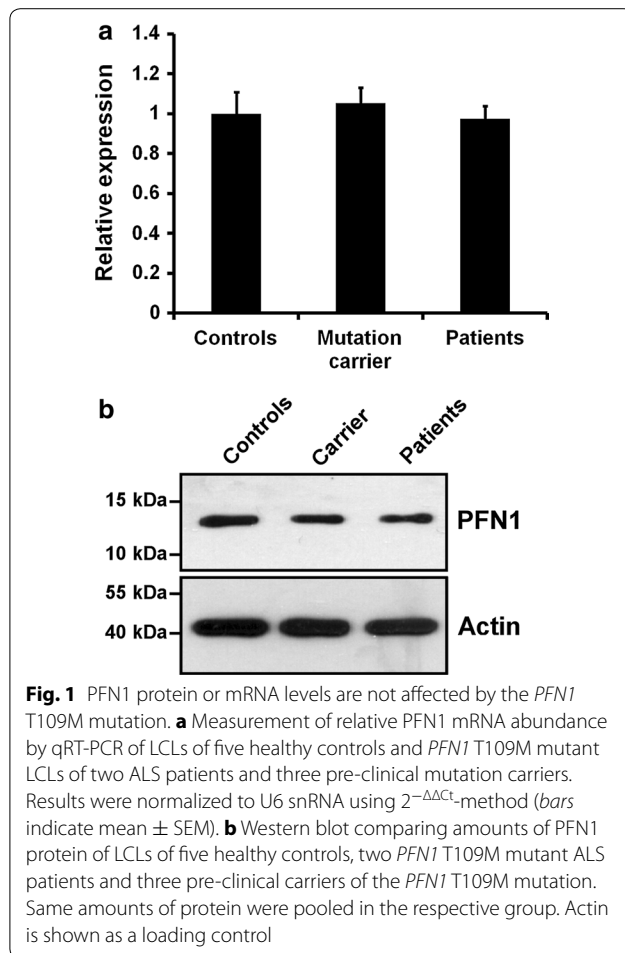 a
1.4
1.2
1
0.8
0.6
0.4
0.2
0
Relative expression
Controls
Mutation
carrier
Patients
b
Controls
Carrier
Patients
15 kDa
10 kDa
PFN1
55 kDa
40 kDa
Actin
Fig. 1 PFN1 protein or mRNA levels are not affected by the PFN1
T109M mutation. a Measurement of relative PFN1 mRNA abundance
by qRT-PCR of LCLs of five healthy controls and PFN1 T109M mutant
LCLs of two ALS patients and three pre-clinical mutation carriers.
Results were normalized to U6 snRNA using 2−ΔΔCt-method (bars
indicate mean ± SEM). b Western blot comparing amounts of PFN1
protein of LCLs of five healthy controls, two PFN1 T109M mutant ALS
patients and three pre-clinical carriers of the PFN1 T109M mutation.
Same amounts of protein were pooled in the respective group. Actin
is shown as a loading control